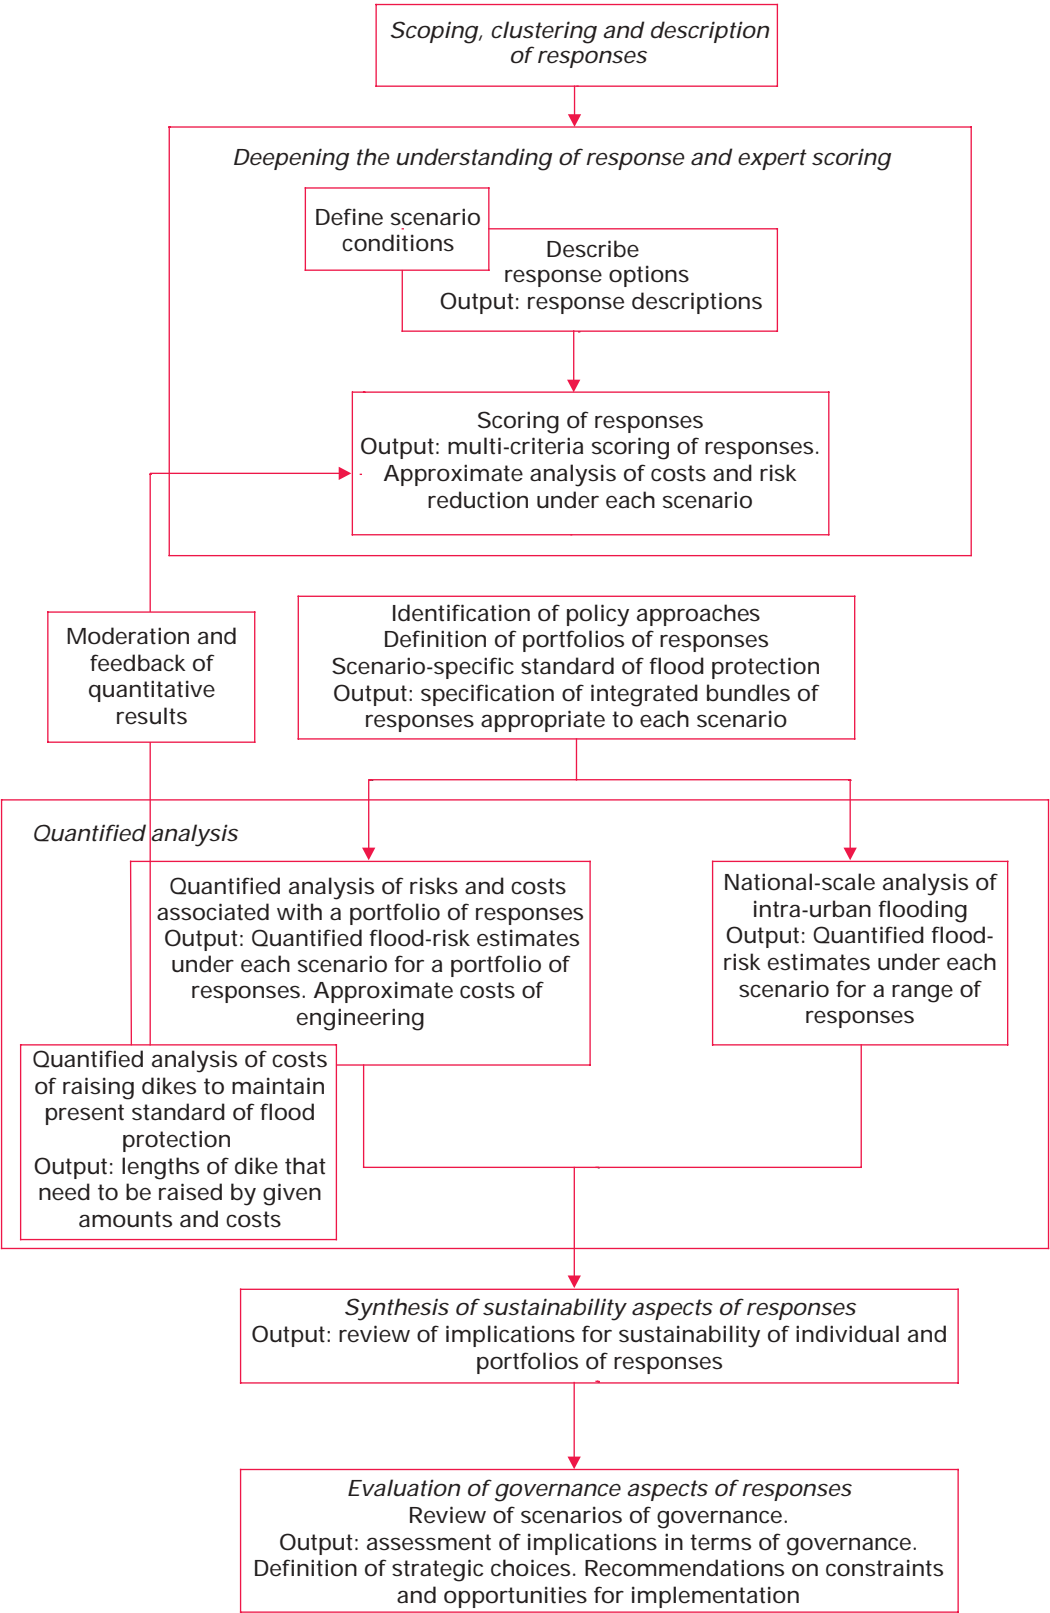 Scoping, clustering and description
of responses
Deepening the understanding of response and expert scoring
Define scenario
conditions
Describe
response options
Output: response descriptions
Scoring of responses
Output: multi-criteria scoring of responses.
Approximate analysis of costs and risk
reduction under each scenario
Moderation and
feedback of
quantitative
results
Identification of policy approaches
Definition of portfolios of responses
Scenario-specific standard of flood protection
Output: specification of integrated bundles of
responses appropriate to each scenario
Quantified analysis
Quantified analysis of risks and costs
associated with a portfolio of responses
Output: Quantified flood-risk estimates
under each scenario for a portfolio of
responses. Approximate costs of
engineering
National-scale analysis of
intra-urban flooding
Output: Quantified flood-
risk estimates under each
scenario for a range of
responses
Quantified analysis of costs
of raising dikes to maintain
present standard of flood
protection
Output: lengths of dike that
need to be raised by given
amounts and costs
Synthesis of sustainability aspects of responses
Output: review of implications for sustainability of individual and
portfolios of responses
Evaluation of governance aspects of responses
Review of scenarios of governance.
Output: assessment of implications in terms of governance.
Definition of strategic choices. Recommendations on constraints
and opportunities for implementation